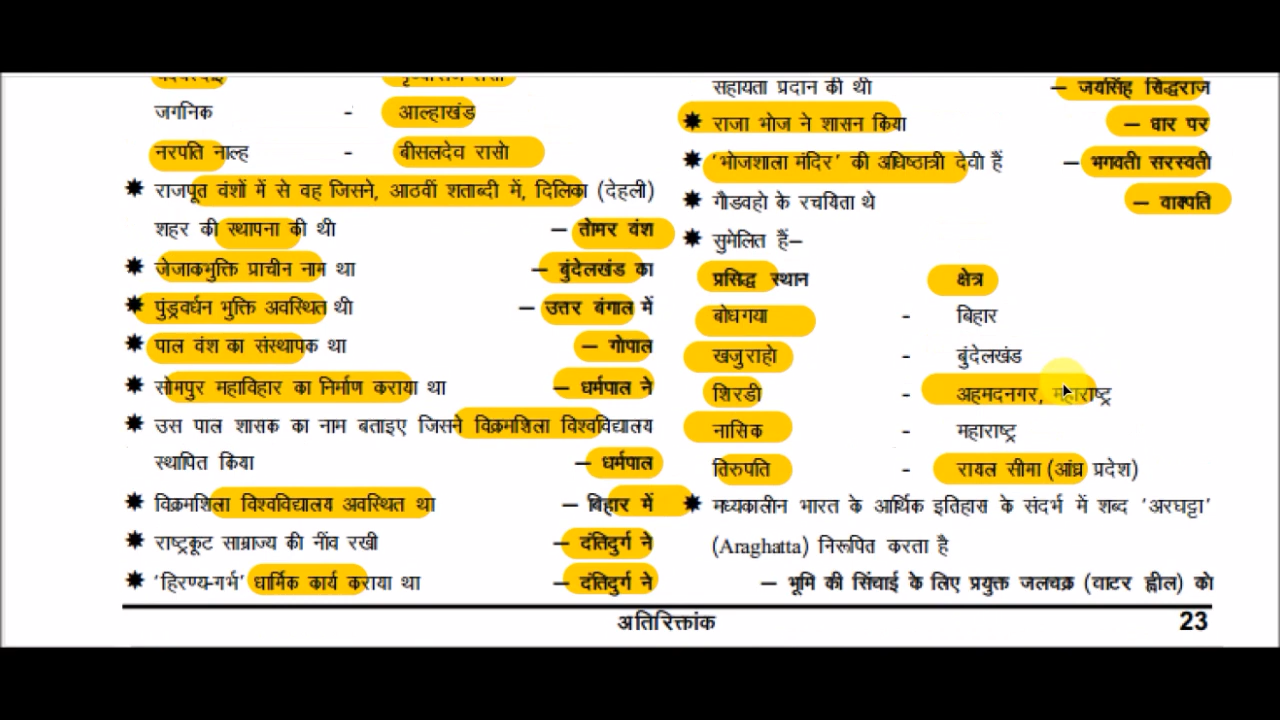 जगनिक - आल्हाखंड
नरपति नाल्ह - बीसलदेव रासो
✷ राजपूत वंशों में से वह जिसने, आठवीं शताब्दी में, दिलिका (देहली)
शहर की स्थापना की थी – तोमर वंश
✷ जेजाकभुक्ति प्राचीन नाम था – बुंदेलखंड का
✷ पुंड्रवर्धन भुक्ति अवस्थित थी – उत्तर बंगाल में
✷ पाल वंश का संस्थापक था – गोपाल
✷ सोमपुर महाविहार का निर्माण कराया था – धर्मपाल ने
✷ उस पाल शासक का नाम बताइए जिसने विक्रमशिला विश्वविद्यालय
स्थापित किया – धर्मपाल
✷ विक्रमशिला विश्वविद्यालय अवस्थित था – बिहार में
✷ राष्ट्रकूट साम्राज्य की नींव रखी – दंतिदुर्ग ने
✷ 'हिरण्य-गर्भ' धार्मिक कार्य कराया था – दंतिदुर्ग ने
सहायता प्रदान की थी – जयसिंह सिद्धराज
✷ राजा भोज ने शासन किया – धार पर
✷ 'भोजशाला मंदिर' की अधिष्ठात्री देवी हैं – भगवती सरस्वती
✷ गौडवहो के रचयिता थे – वाक्पति
✷ सुमेलित हैं–
प्रसिद्ध स्थान क्षेत्र
बोधगया - बिहार
खजुराहो - बुंदेलखंड
शिरडी - अहमदनगर, महाराष्ट्र
नासिक - महाराष्ट्र
तिरुपति - रायल सीमा (आंध्र प्रदेश)
✷ मध्यकालीन भारत के आर्थिक इतिहास के संदर्भ में शब्द 'अरघट्टा'
(Araghatta) निरूपित करता है
– भूमि की सिंचाई के लिए प्रयुक्त जलचक्र (वाटर ह्वील) को
अतिरिक्तांक 23